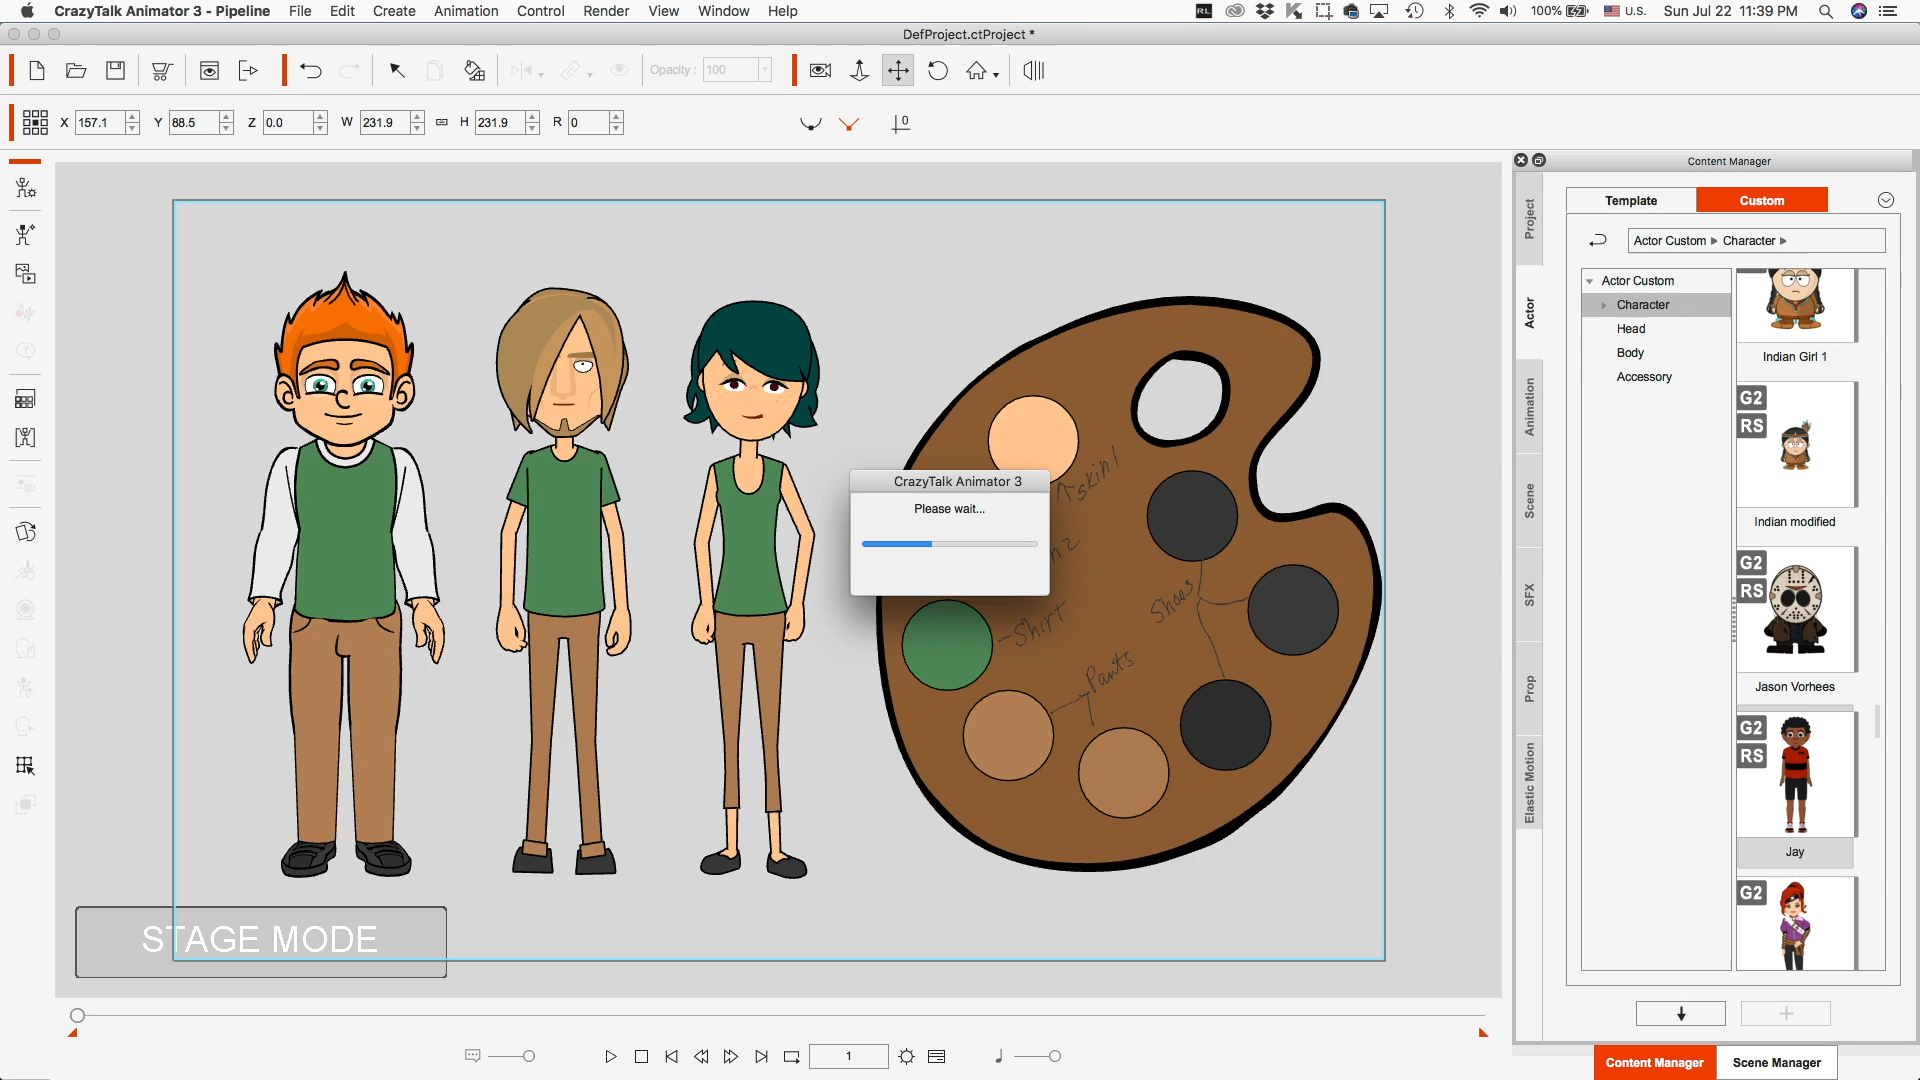 CrazyTalk Animator 3 - Pipeline File Edit Create Animation Control Render View Window Help 100% U.S. Sun Jul 22 11:39 PM
DefProject.ctProject *
Opacity : 100
X 157.1 Y 88.5 Z 0.0 W 231.9 H 231.9 R 0 0
Content Manager
Template Custom
Actor Custom Character
Actor Custom
Character
Head
Body
Accessory
Project
Actor
Animation
Scene
SFX
Prop
Elastic Motion
Indian Girl 1
G2
RS
Indian modified
G2
RS
Jason Vorhees
G2
RS
Jay
G2
CrazyTalk Animator 3
Please wait...
skin1
n 2
Shirt
Pants
Shoes
STAGE MODE
1
Content Manager Scene Manager